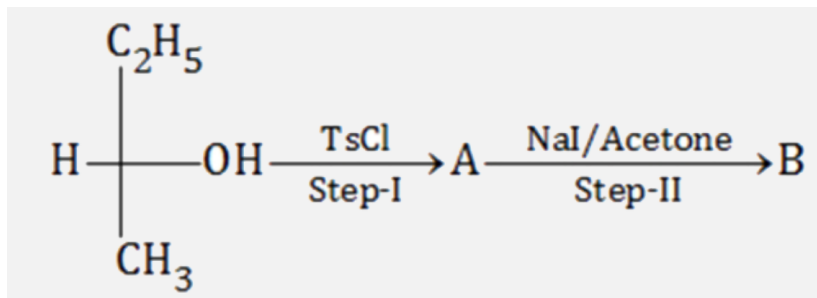 C₂H₅
H OH TsCl A NaI/Acetone B
Step-I Step-II
CH₃